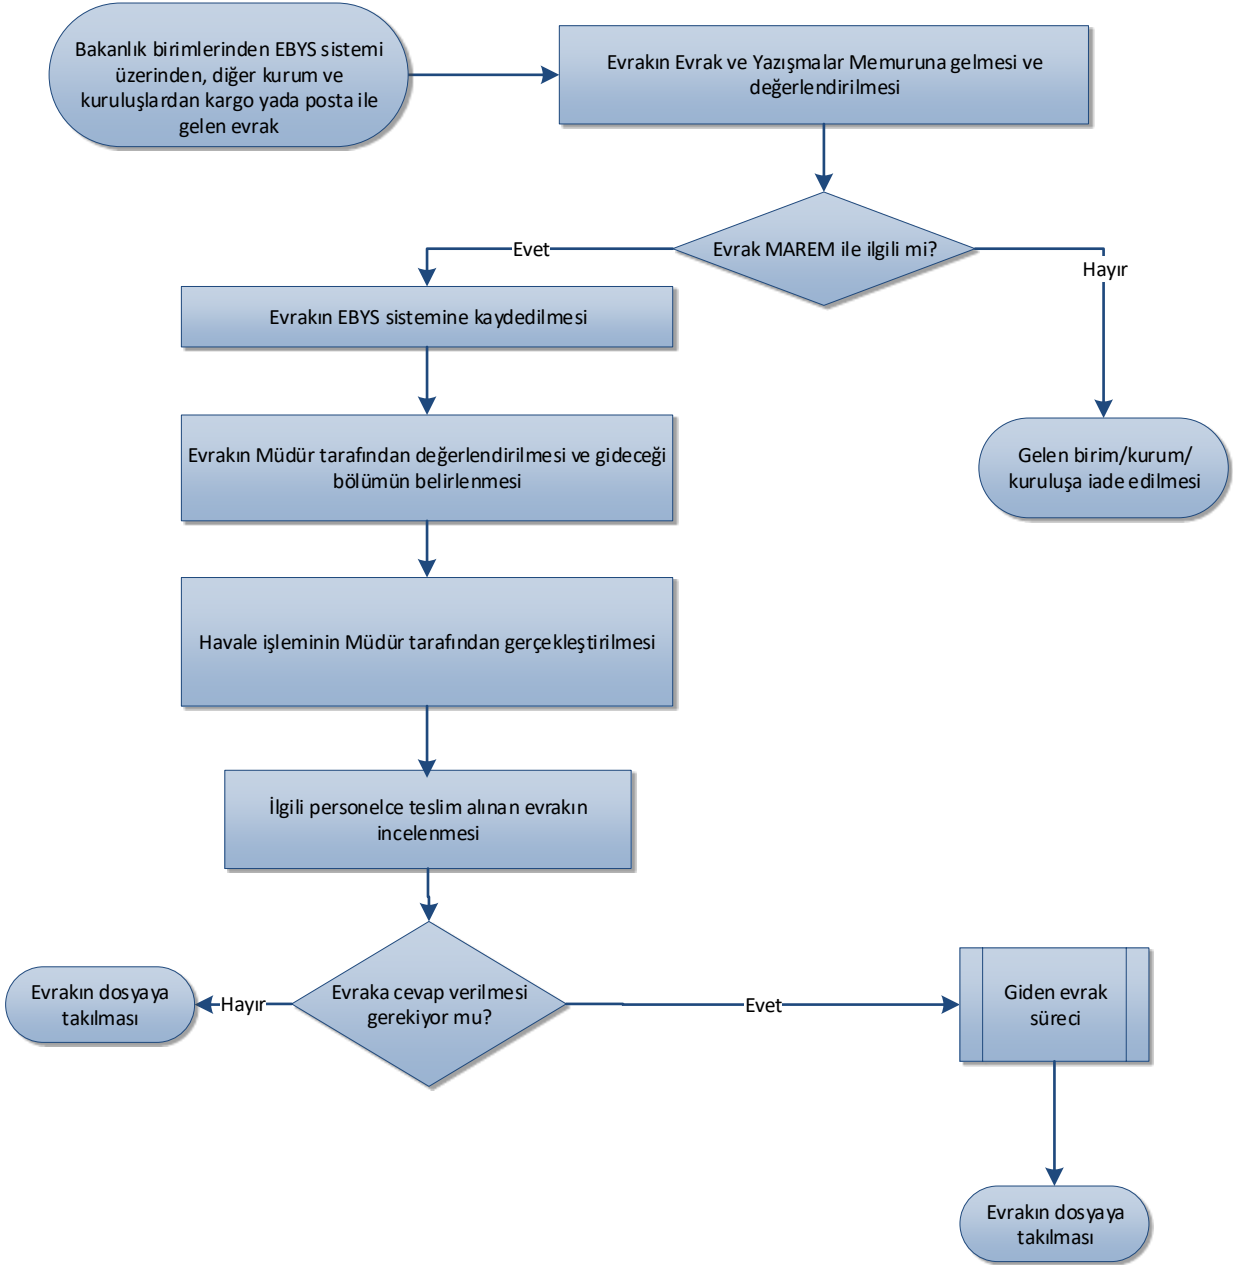 Bakanlık birimlerinden EBYS sistemi
üzerinden, diğer kurum ve
kuruluşlardan kargo yada posta ile
gelen evrak
Evrakın Evrak ve Yazışmalar Memuruna gelmesi ve
değerlendirilmesi
Evrak MAREM ile ilgili mi?
Evet
Hayır
Evrakın EBYS sistemine kaydedilmesi
Evrakın Müdür tarafından değerlendirilmesi ve gideceği
bölümün belirlenmesi
Gelen birim/kurum/
kuruluşa iade edilmesi
Havale işleminin Müdür tarafından gerçekleştirilmesi
İlgili personelce teslim alınan evrakın
incelenmesi
Evraka cevap verilmesi
gerekiyor mu?
Hayır
Evrakın dosyaya
takılması
Evet
Giden evrak
süreci
Evrakın dosyaya
takılması